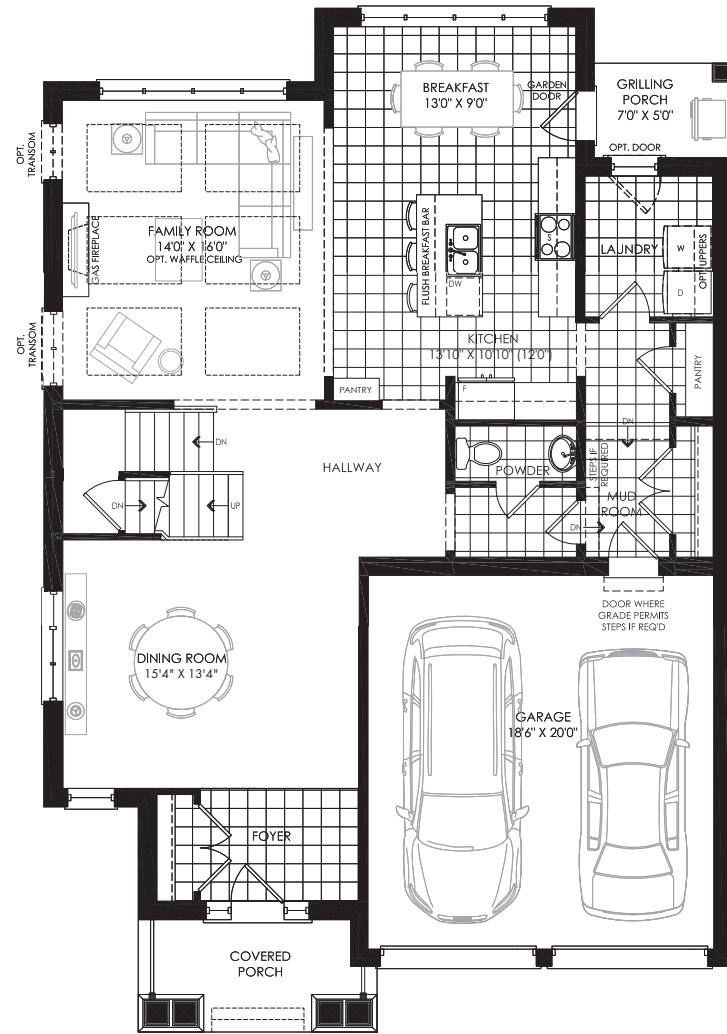 BREAKFAST
13'0" X 9'0"
GARDEN
DOOR
GRILLING
PORCH
7'0" X 5'0"
OPT. DOOR
OPT.
TRANSOM
GAS FIREPLACE
FAMILY ROOM
14'0" X 16'0"
OPT. WAFFLE CEILING
FLUSH BREAKFAST BAR
DW
S
LAUNDRY
W
D
OPT. UPPERS
OPT.
TRANSOM
KITCHEN
13'10" X 10'10" (12'0")
PANTRY
F
PANTRY
DN
HALLWAY
DN
UP
DN
POWDER
STEPS IF
REQUIRED
MUD
ROOM
DN
DOOR WHERE
GRADE PERMITS
STEPS IF REQ'D
DINING ROOM
15'4" X 13'4"
GARAGE
18'6" X 20'0"
FOYER
COVERED
PORCH